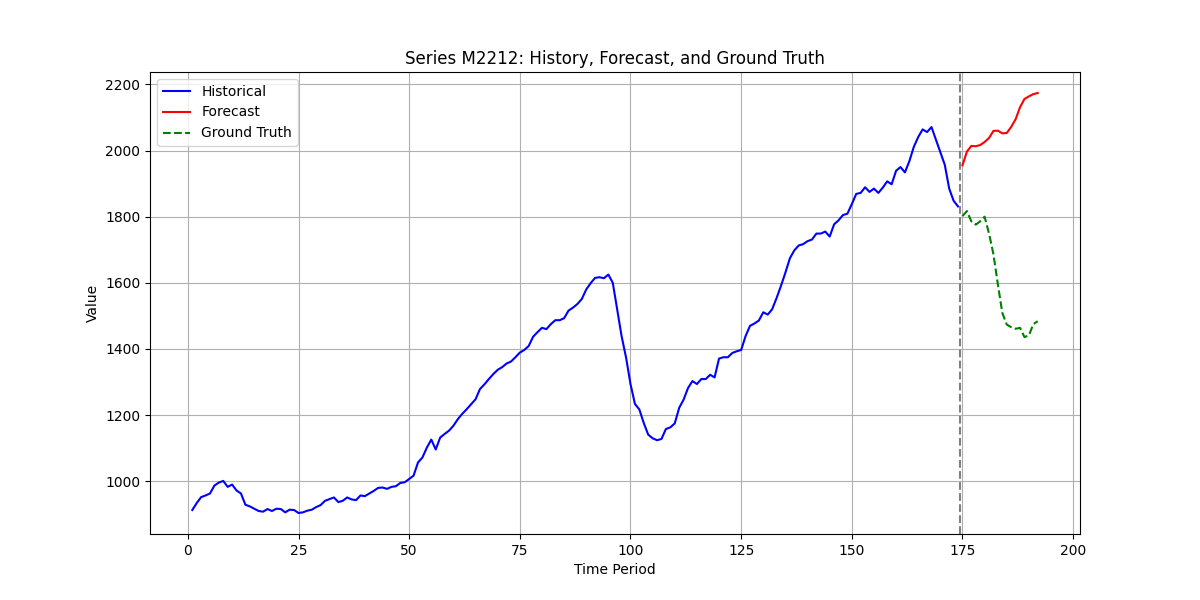 Series M2212: History, Forecast, and Ground Truth
Historical
Forecast
Ground Truth
2200
2000
1800
1600
1400
1200
1000
Value
0 25 50 75 100 125 150 175 200
Time Period